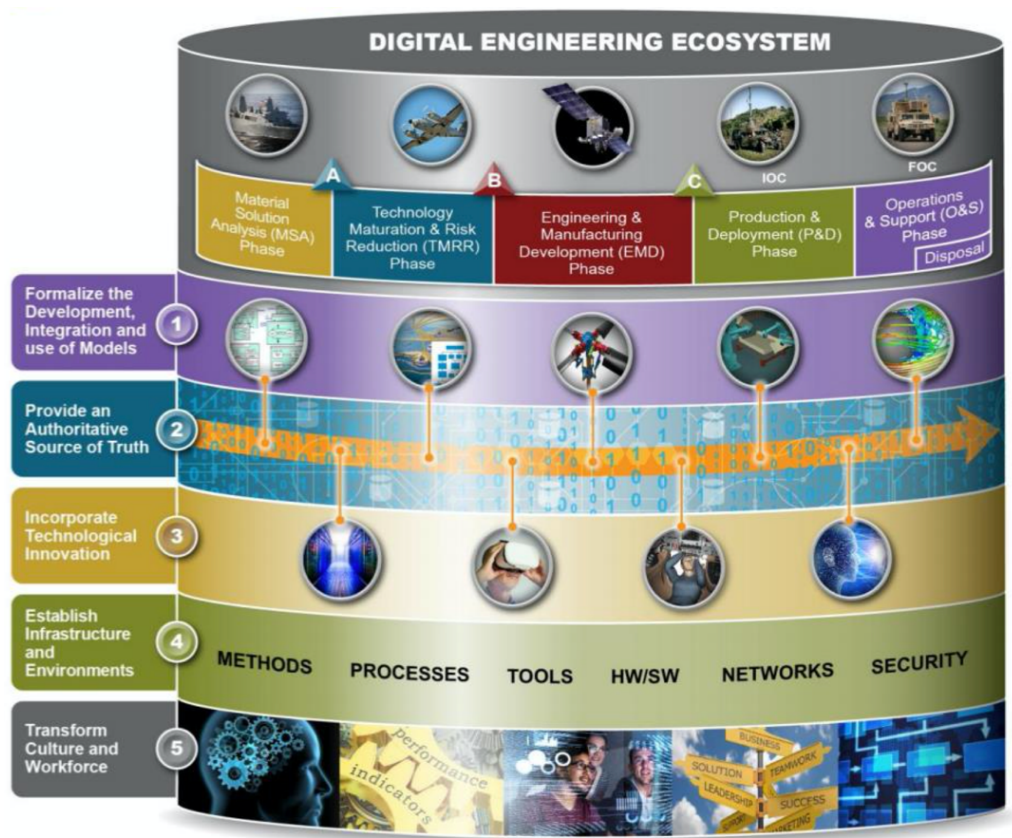 DIGITAL ENGINEERING ECOSYSTEM
A
B
C
IOC
FOC
Material
Solution
Analysis (MSA)
Phase
Technology
Maturation & Risk
Reduction (TMRR)
Phase
Engineering &
Manufacturing
Development (EMD)
Phase
Production &
Deployment (P&D)
Phase
Operations
& Support (O&S)
Phase
Disposal
Formalize the
Development,
Integration and
use of Models
1
Provide an
Authoritative
Source of Truth
2
Incorporate
Technological
Innovation
3
Establish
Infrastructure
and
Environments
4
METHODS
PROCESSES
TOOLS
HW/SW
NETWORKS
SECURITY
Transform
Culture and
Workforce
5
performance
indicators
BUSINESS
SOLUTION
TEAMWORK
LEADERSHIP
SUCCESS
SUPPORT
MARKETING